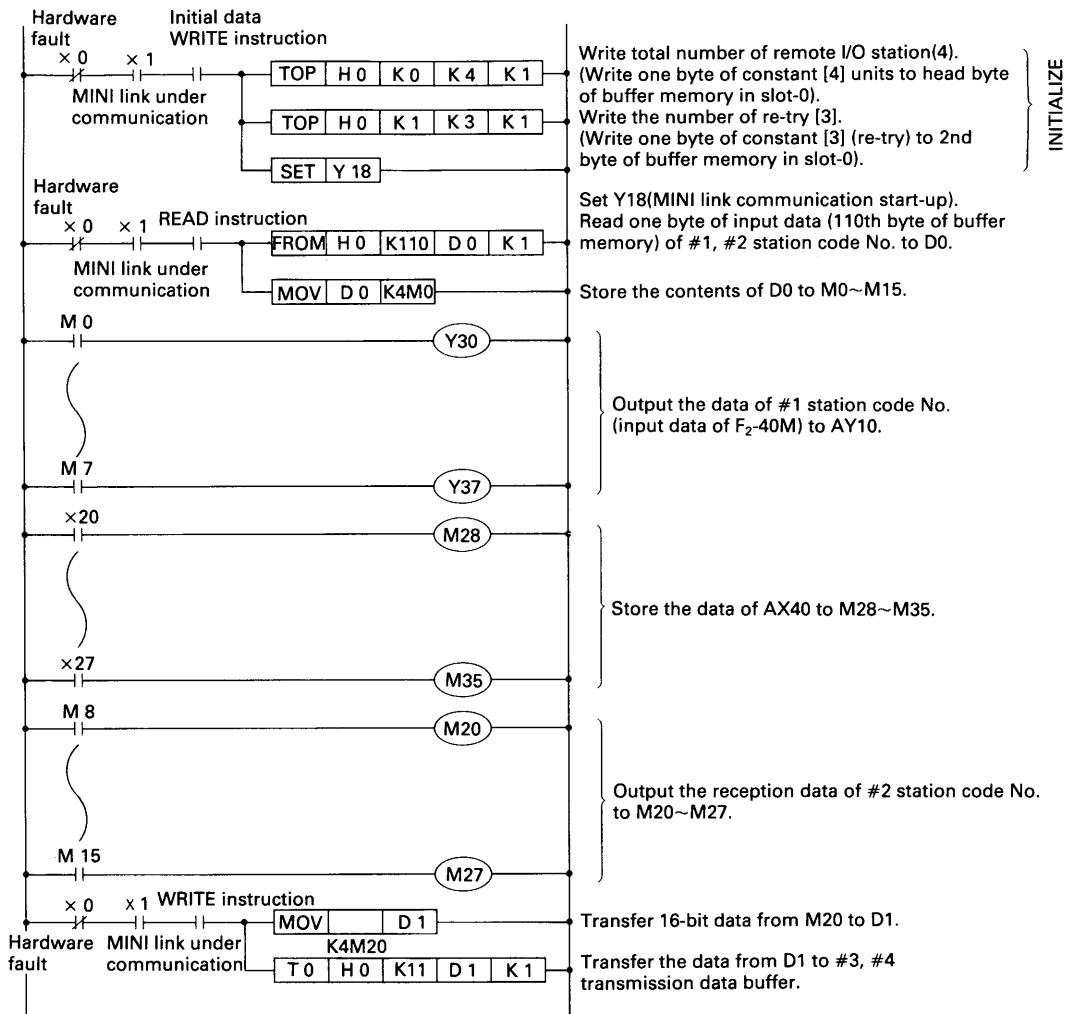 Hardware fault
Initial data WRITE instruction
× 0
× 1
MINI link under communication
TOP H 0 K 0 K 4 K 1
Write total number of remote I/O station(4).
(Write one byte of constant [4] units to head byte
of buffer memory in slot-0).
TOP H 0 K 1 K 3 K 1
Write the number of re-try [3].
(Write one byte of constant [3] (re-try) to 2nd
byte of buffer memory in slot-0).
INITIALIZE
SET Y 18
Set Y18(MINI link communication start-up).
Hardware fault
× 0
× 1
READ instruction
MINI link under communication
FROM H 0 K110 D 0 K 1
Read one byte of input data (110th byte of buffer
memory) of #1, #2 station code No. to D0.
MOV D 0 K4M0
Store the contents of D0 to M0~M15.
M 0
Y30
Output the data of #1 station code No.
(input data of F₂-40M) to AY10.
M 7
Y37
×20
M28
Store the data of AX40 to M28~M35.
×27
M35
M 8
M20
Output the reception data of #2 station code No.
to M20~M27.
M 15
M27
× 0
× 1
WRITE instruction
Hardware fault
MINI link under communication
MOV D 1
K4M20
Transfer 16-bit data from M20 to D1.
T 0 H 0 K11 D 1 K 1
Transfer the data from D1 to #3, #4
transmission data buffer.